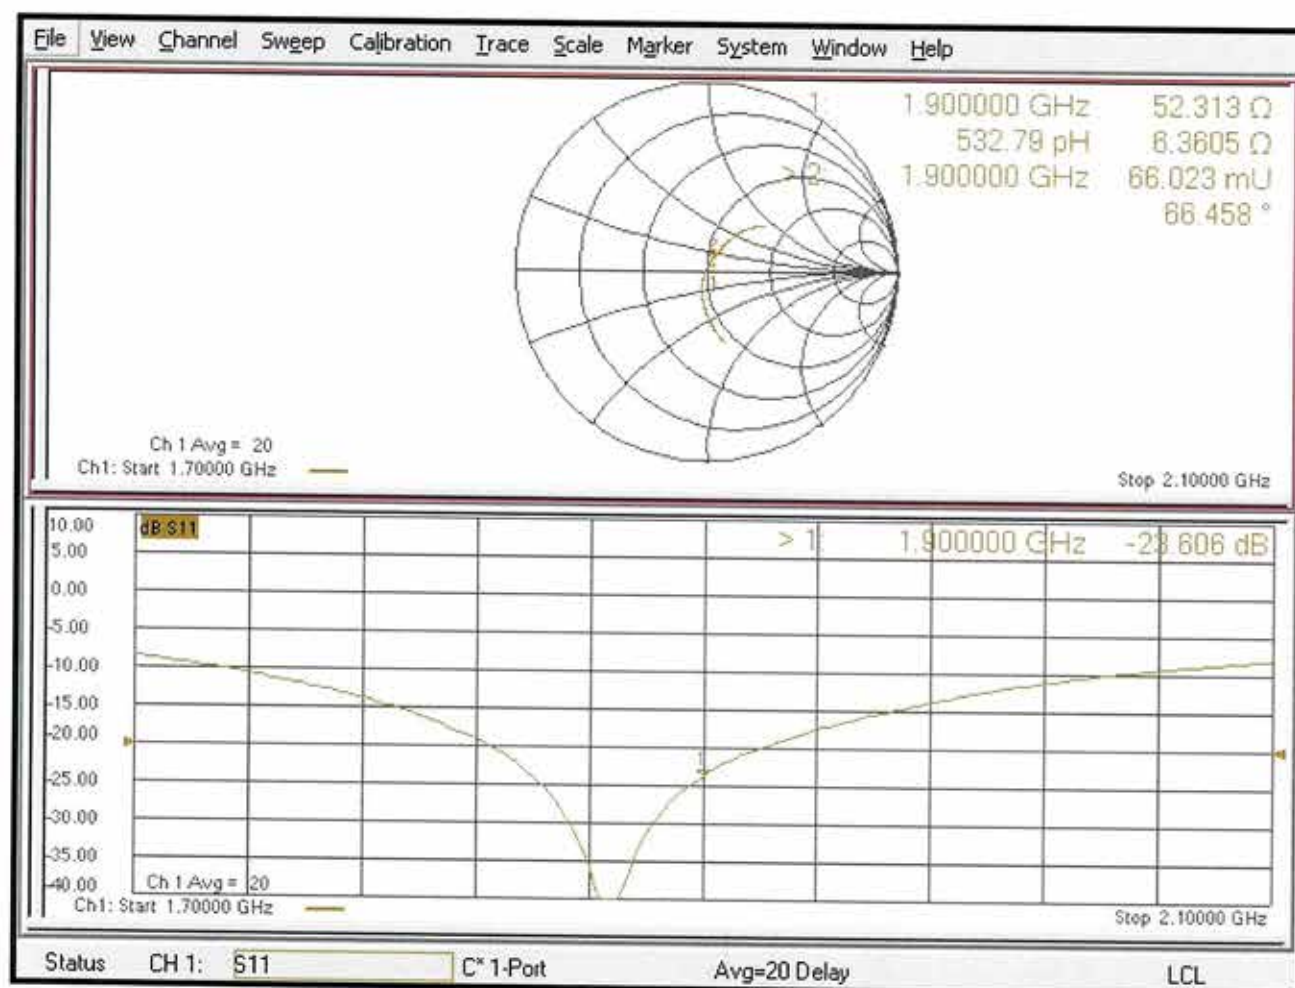 File View Channel Sweep Calibration Trace Scale Marker System Window Help
1: 1.900000 GHz 52.313 Ω
532.79 pH 6.3605 Ω
> 2: 1.900000 GHz 66.023 mU
66.458 °
Ch 1 Avg = 20
Ch1: Start 1.70000 GHz
Stop 2.10000 GHz
10.00
dB S11
> 1: 1.900000 GHz -23.606 dB
5.00
0.00
-5.00
-10.00
-15.00
-20.00
1
-25.00
-30.00
-35.00
-40.00
Ch 1 Avg = 20
Ch1: Start 1.70000 GHz
Stop 2.10000 GHz
Status CH 1: S11 C* 1-Port Avg=20 Delay LCL